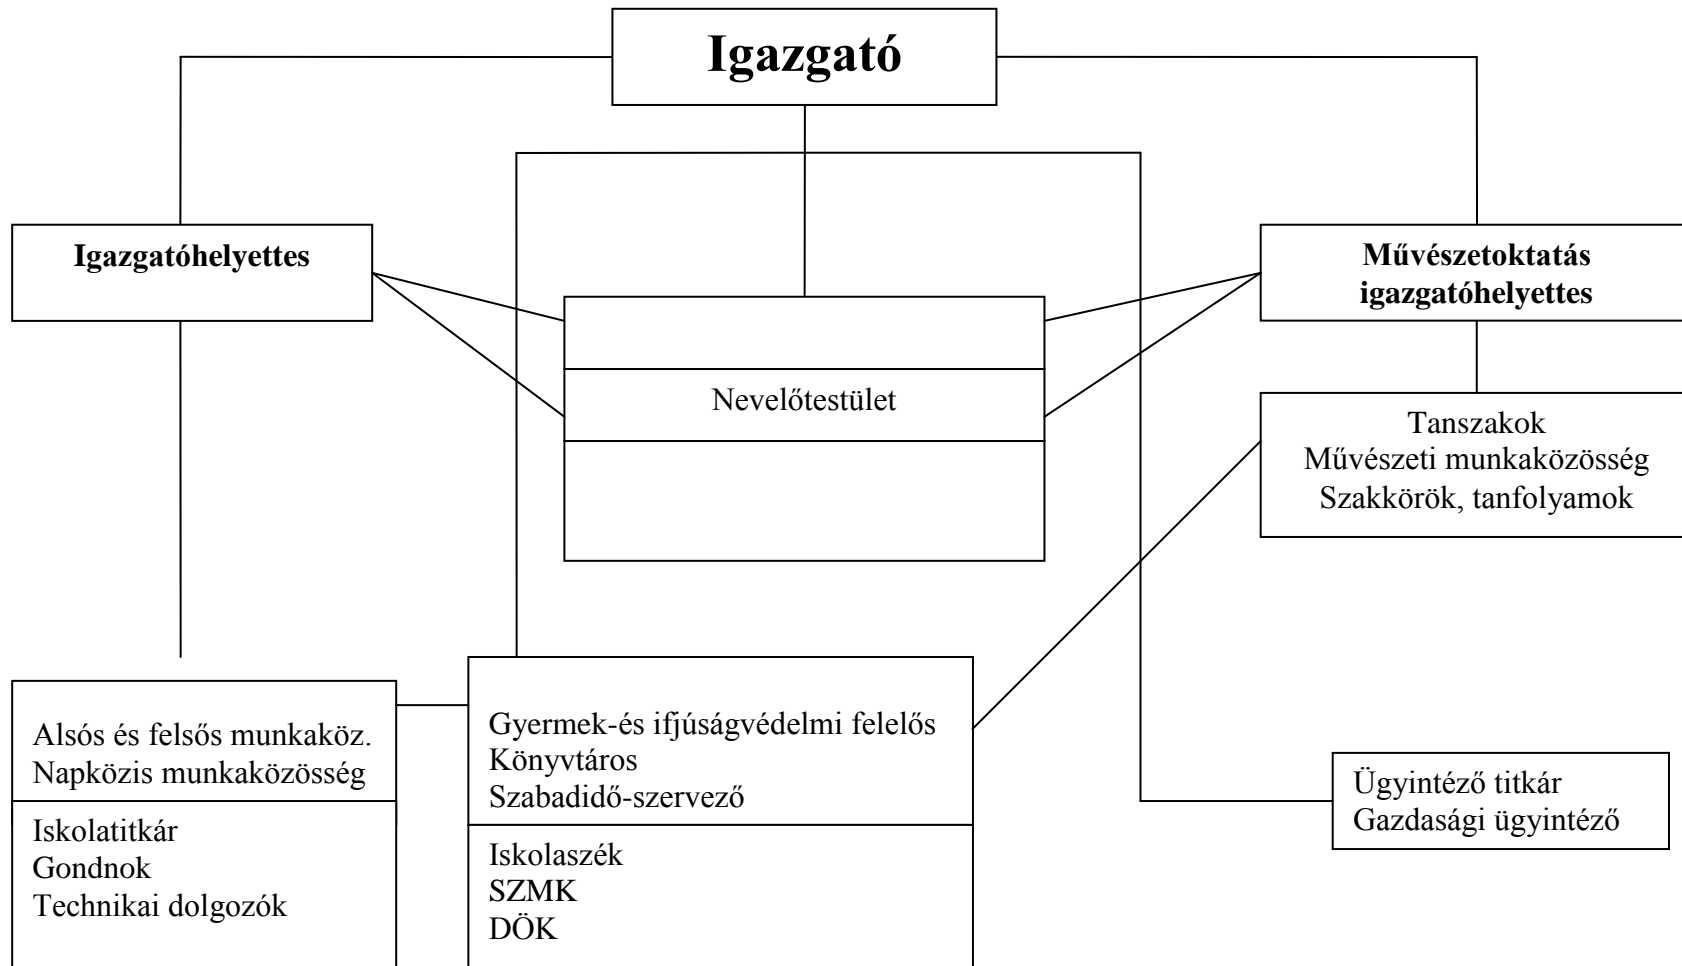 Igazgató
Igazgatóhelyettes
Művészetoktatás
igazgatóhelyettes
Nevelőtestület
Tanszakok
Művészeti munkaközösség
Szakkörök, tanfolyamok
Alsós és felsős munkaköz.
Napközis munkaközösség
Iskolatitkár
Gondnok
Technikai dolgozók
Gyermek-és ifjúságvédelmi felelős
Könyvtáros
Szabadidő-szervező
Iskolaszék
SZMK
DÖK
Ügyintéző titkár
Gazdasági ügyintéző